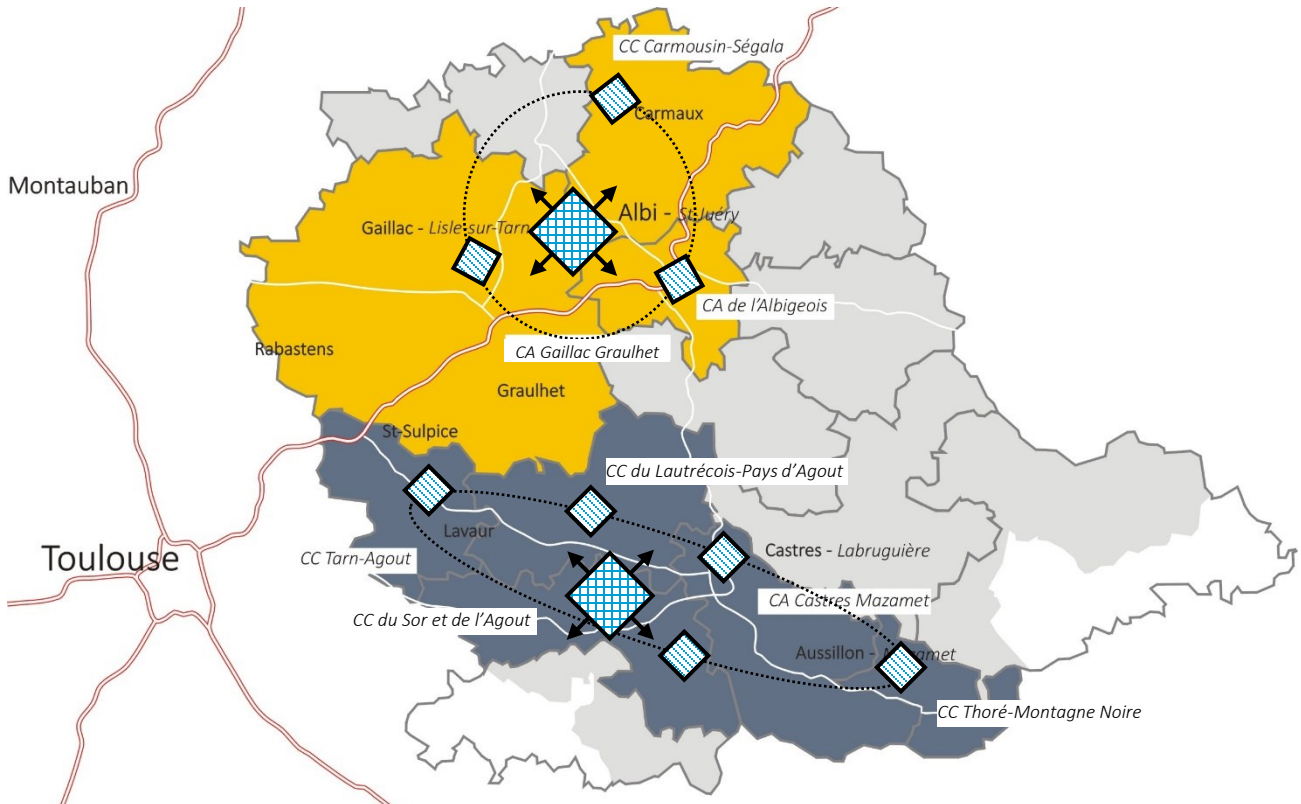 CC Carmousin-Ségala
Carmaux
Montauban
Albi - St-Juéry
Gaillac - Lisle-sur-Tarn
CA de l'Albigeois
CA Gaillac Graulhet
Rabastens
Graulhet
St-Sulpice
CC du Lautrécois-Pays d'Agout
Lavaur
Castres - Labruguière
Toulouse
CC Tarn-Agout
CA Castres Mazamet
CC du Sor et de l'Agout
Aussillon - Mazamet
CC Thoré-Montagne Noire